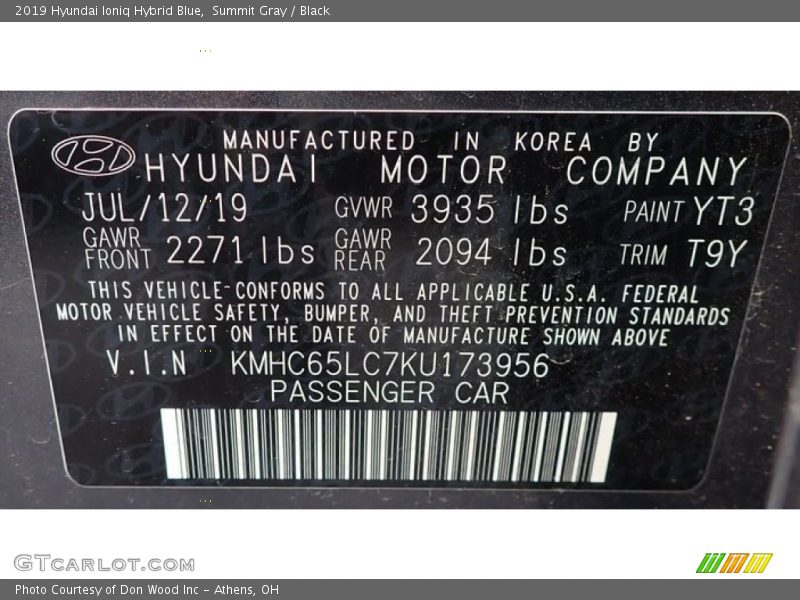 2019 Hyundai Ioniq Hybrid Blue,  Summit Gray / Black
MANUFACTURED IN KOREA BY
HYUNDAI MOTOR COMPANY
JUL/12/19 GVWR 3935 lbs PAINT YT3
GAWR FRONT 2271 lbs GAWR REAR 2094 lbs TRIM T9Y
THIS VEHICLE CONFORMS TO ALL APPLICABLE U.S.A. FEDERAL
MOTOR VEHICLE SAFETY, BUMPER, AND THEFT PREVENTION STANDARDS
IN EFFECT ON THE DATE OF MANUFACTURE SHOWN ABOVE
V.I.N KMHC65LC7KU173956
PASSENGER CAR
GTCARLOT.COM
Photo Courtesy of Don Wood Inc - Athens, OH